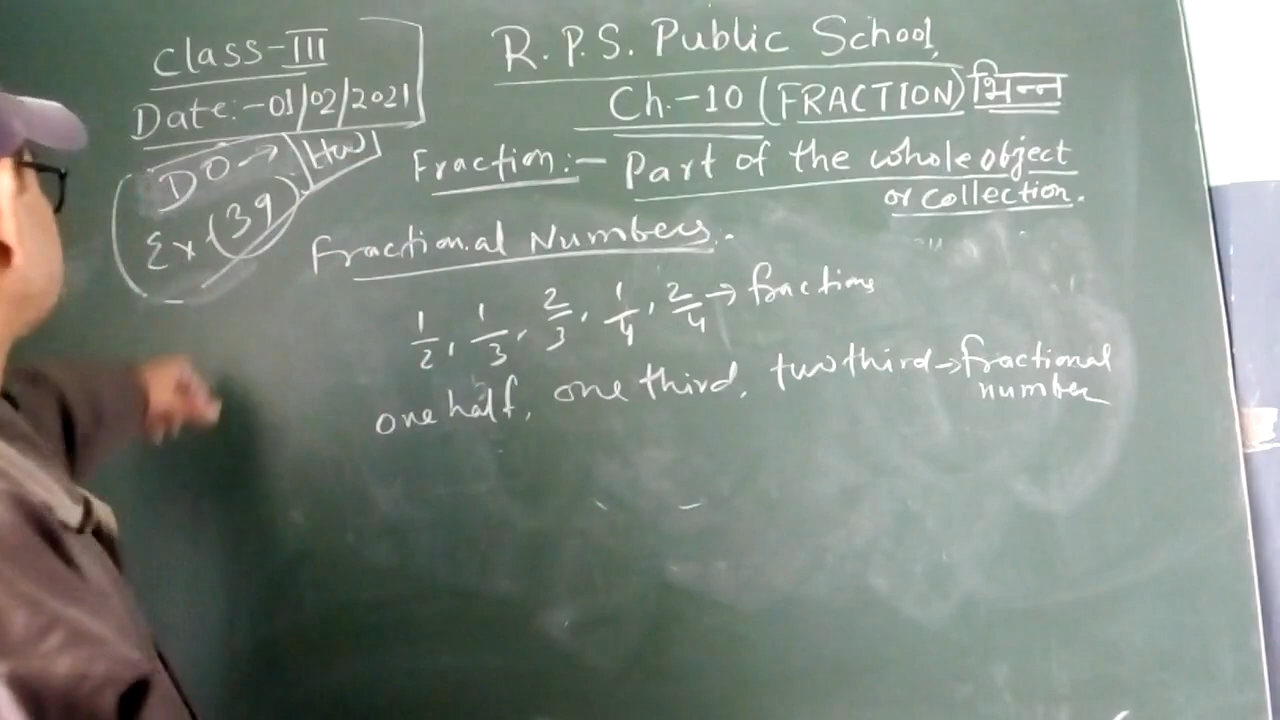 Class-III
Date:-01/02/2021
DO → HW
Ex (39)
R.P.S. Public School,
Ch.-10 (FRACTION) भिन्न
Fraction:- Part of the whole object
or collection.
Fractional Numbers:-
1/2, 1/3, 2/3, 1/4, 2/4 → fractions
one half, one third, two third → fractional
number